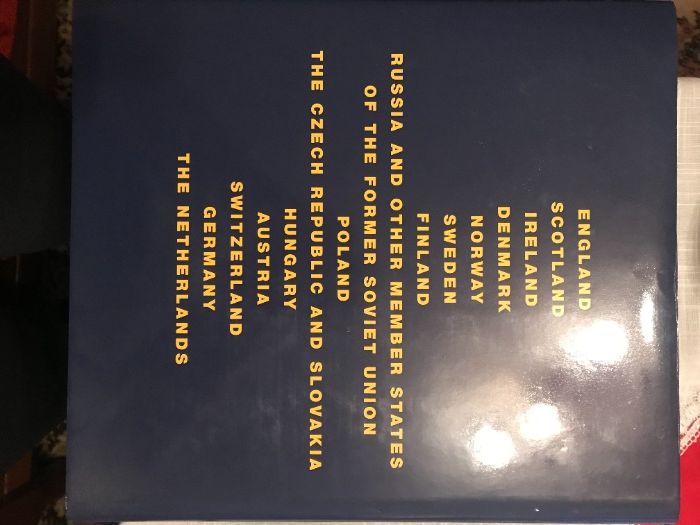 ENGLAND
SCOTLAND
IRELAND
DENMARK
NORWAY
SWEDEN
FINLAND
RUSSIA AND OTHER MEMBER STATES
OF THE FORMER SOVIET UNION
POLAND
THE CZECH REPUBLIC AND SLOVAKIA
HUNGARY
AUSTRIA
SWITZERLAND
GERMANY
THE NETHERLANDS